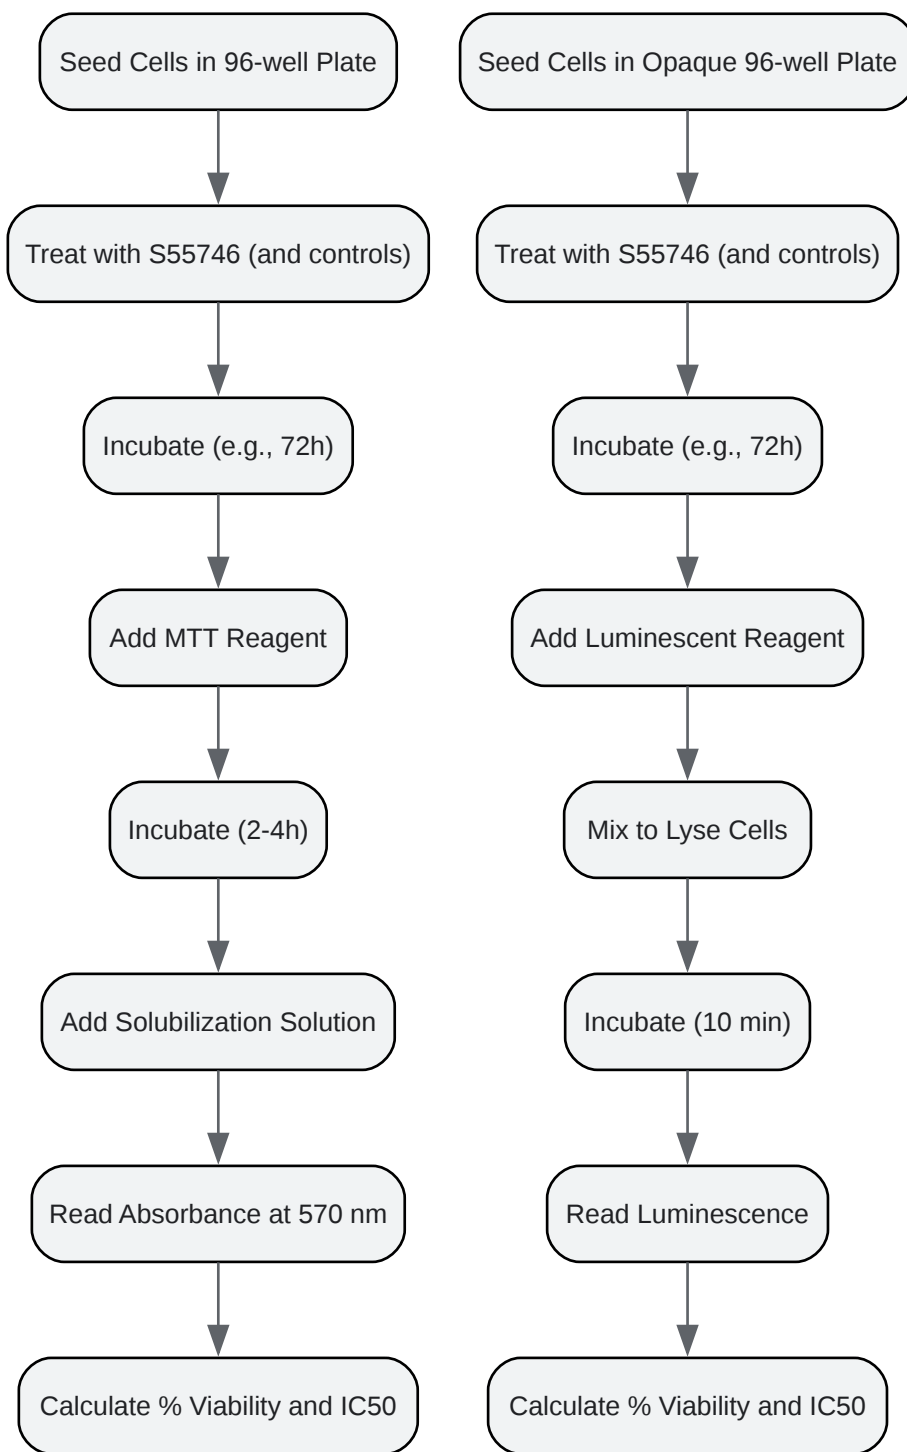 Seed Cells in 96-well Plate
Treat with S55746 (and controls)
Incubate (e.g., 72h)
Add MTT Reagent
Incubate (2-4h)
Add Solubilization Solution
Read Absorbance at 570 nm
Calculate % Viability and IC50
Seed Cells in Opaque 96-well Plate
Treat with S55746 (and controls)
Incubate (e.g., 72h)
Add Luminescent Reagent
Mix to Lyse Cells
Incubate (10 min)
Read Luminescence
Calculate % Viability and IC50